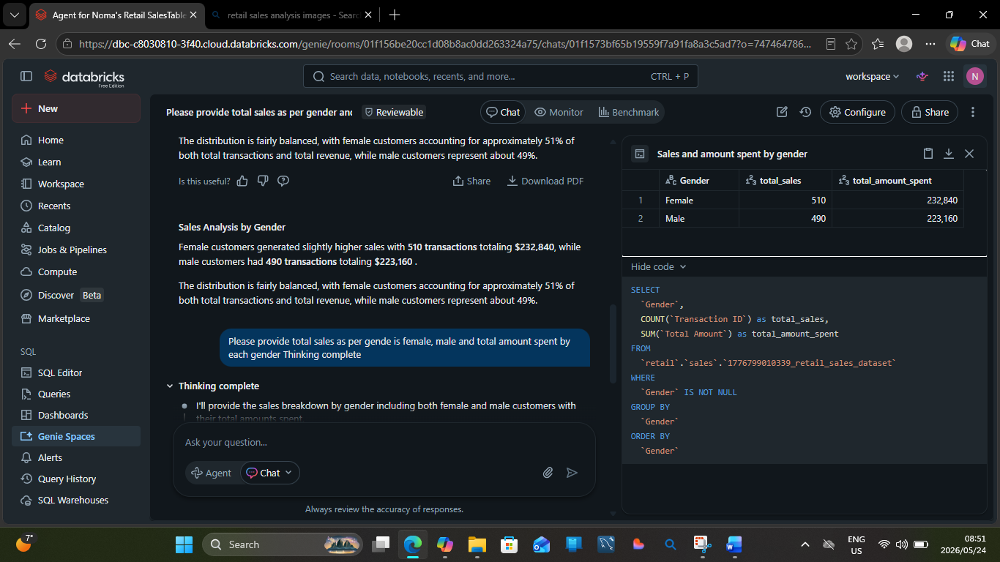 Agent for Noma's Retail SalesTable
retail sales analysis images - Searc
https://dbc-c8030810-3f40.cloud.databricks.com/genie/rooms/01f156be20cc1d08b8ac0dd263324a75/chats/01f1573bf65b19559f7a91fa8a3c5ad7?o=747464786...
Chat
databricks
Free Edition
Search data, notebooks, recents, and more...
CTRL + P
workspace
N
New
Home
Learn
Workspace
Recents
Catalog
Jobs & Pipelines
Compute
Discover Beta
Marketplace
SQL
SQL Editor
Queries
Dashboards
Genie Spaces
Alerts
Query History
SQL Warehouses
Please provide total sales as per gender and
Reviewable
Chat
Monitor
Benchmark
Configure
Share
The distribution is fairly balanced, with female customers accounting for approximately 51% of
both total transactions and total revenue, while male customers represent about 49%.
Is this useful?
Share
Download PDF
Sales Analysis by Gender
Female customers generated slightly higher sales with 510 transactions totaling $232,840, while
male customers had 490 transactions totaling $223,160 .
The distribution is fairly balanced, with female customers accounting for approximately 51% of
both total transactions and total revenue, while male customers represent about 49%.
Please provide total sales as per gende is female, male and total amount spent by
each gender Thinking complete
Thinking complete
I'll provide the sales breakdown by gender including both female and male customers with
their total amounts spent
Ask your question...
Agent
Chat
Always review the accuracy of responses.
Sales and amount spent by gender
Gender total_sales total_amount_spent
1 Female 510 232,840
2 Male 490 223,160
Hide code
SELECT
`Gender`,
COUNT(`Transaction ID`) as total_sales,
SUM(`Total Amount`) as total_amount_spent
FROM
`retail`.`sales`.`1776799010339_retail_sales_dataset`
WHERE
`Gender` IS NOT NULL
GROUP BY
`Gender`
ORDER BY
`Gender`
7°
Search
ENG
US
08:51
2026/05/24